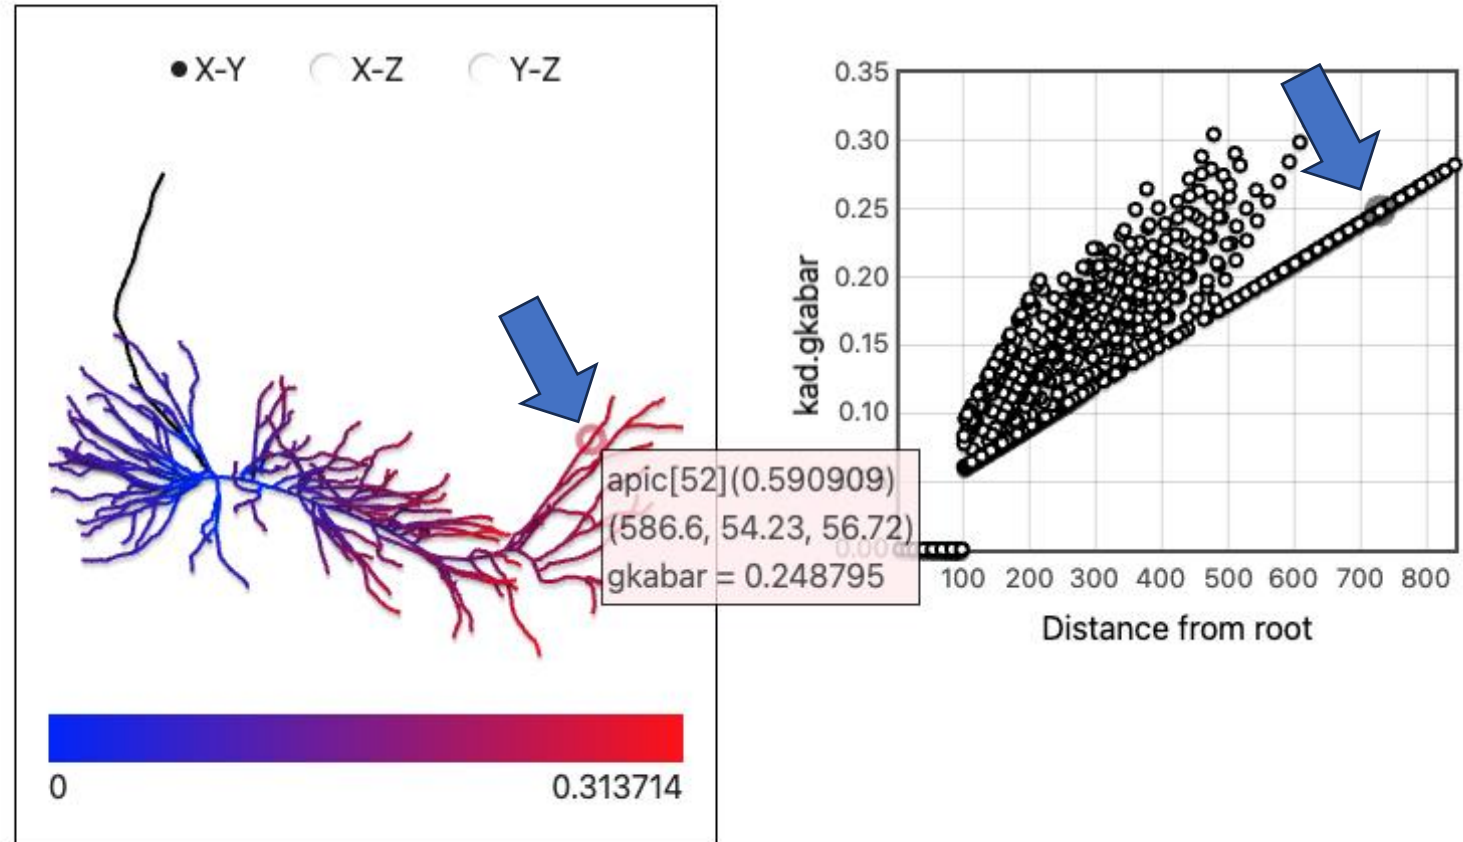 X-Y X-Z Y-Z
apic[52](0.590909)
(586.6, 54.23, 56.72)
gkabar = 0.248795
0 0.313714
kad.gkabar
0.35
0.30
0.25
0.20
0.15
0.10
0.00
100 200 300 400 500 600 700 800
Distance from root